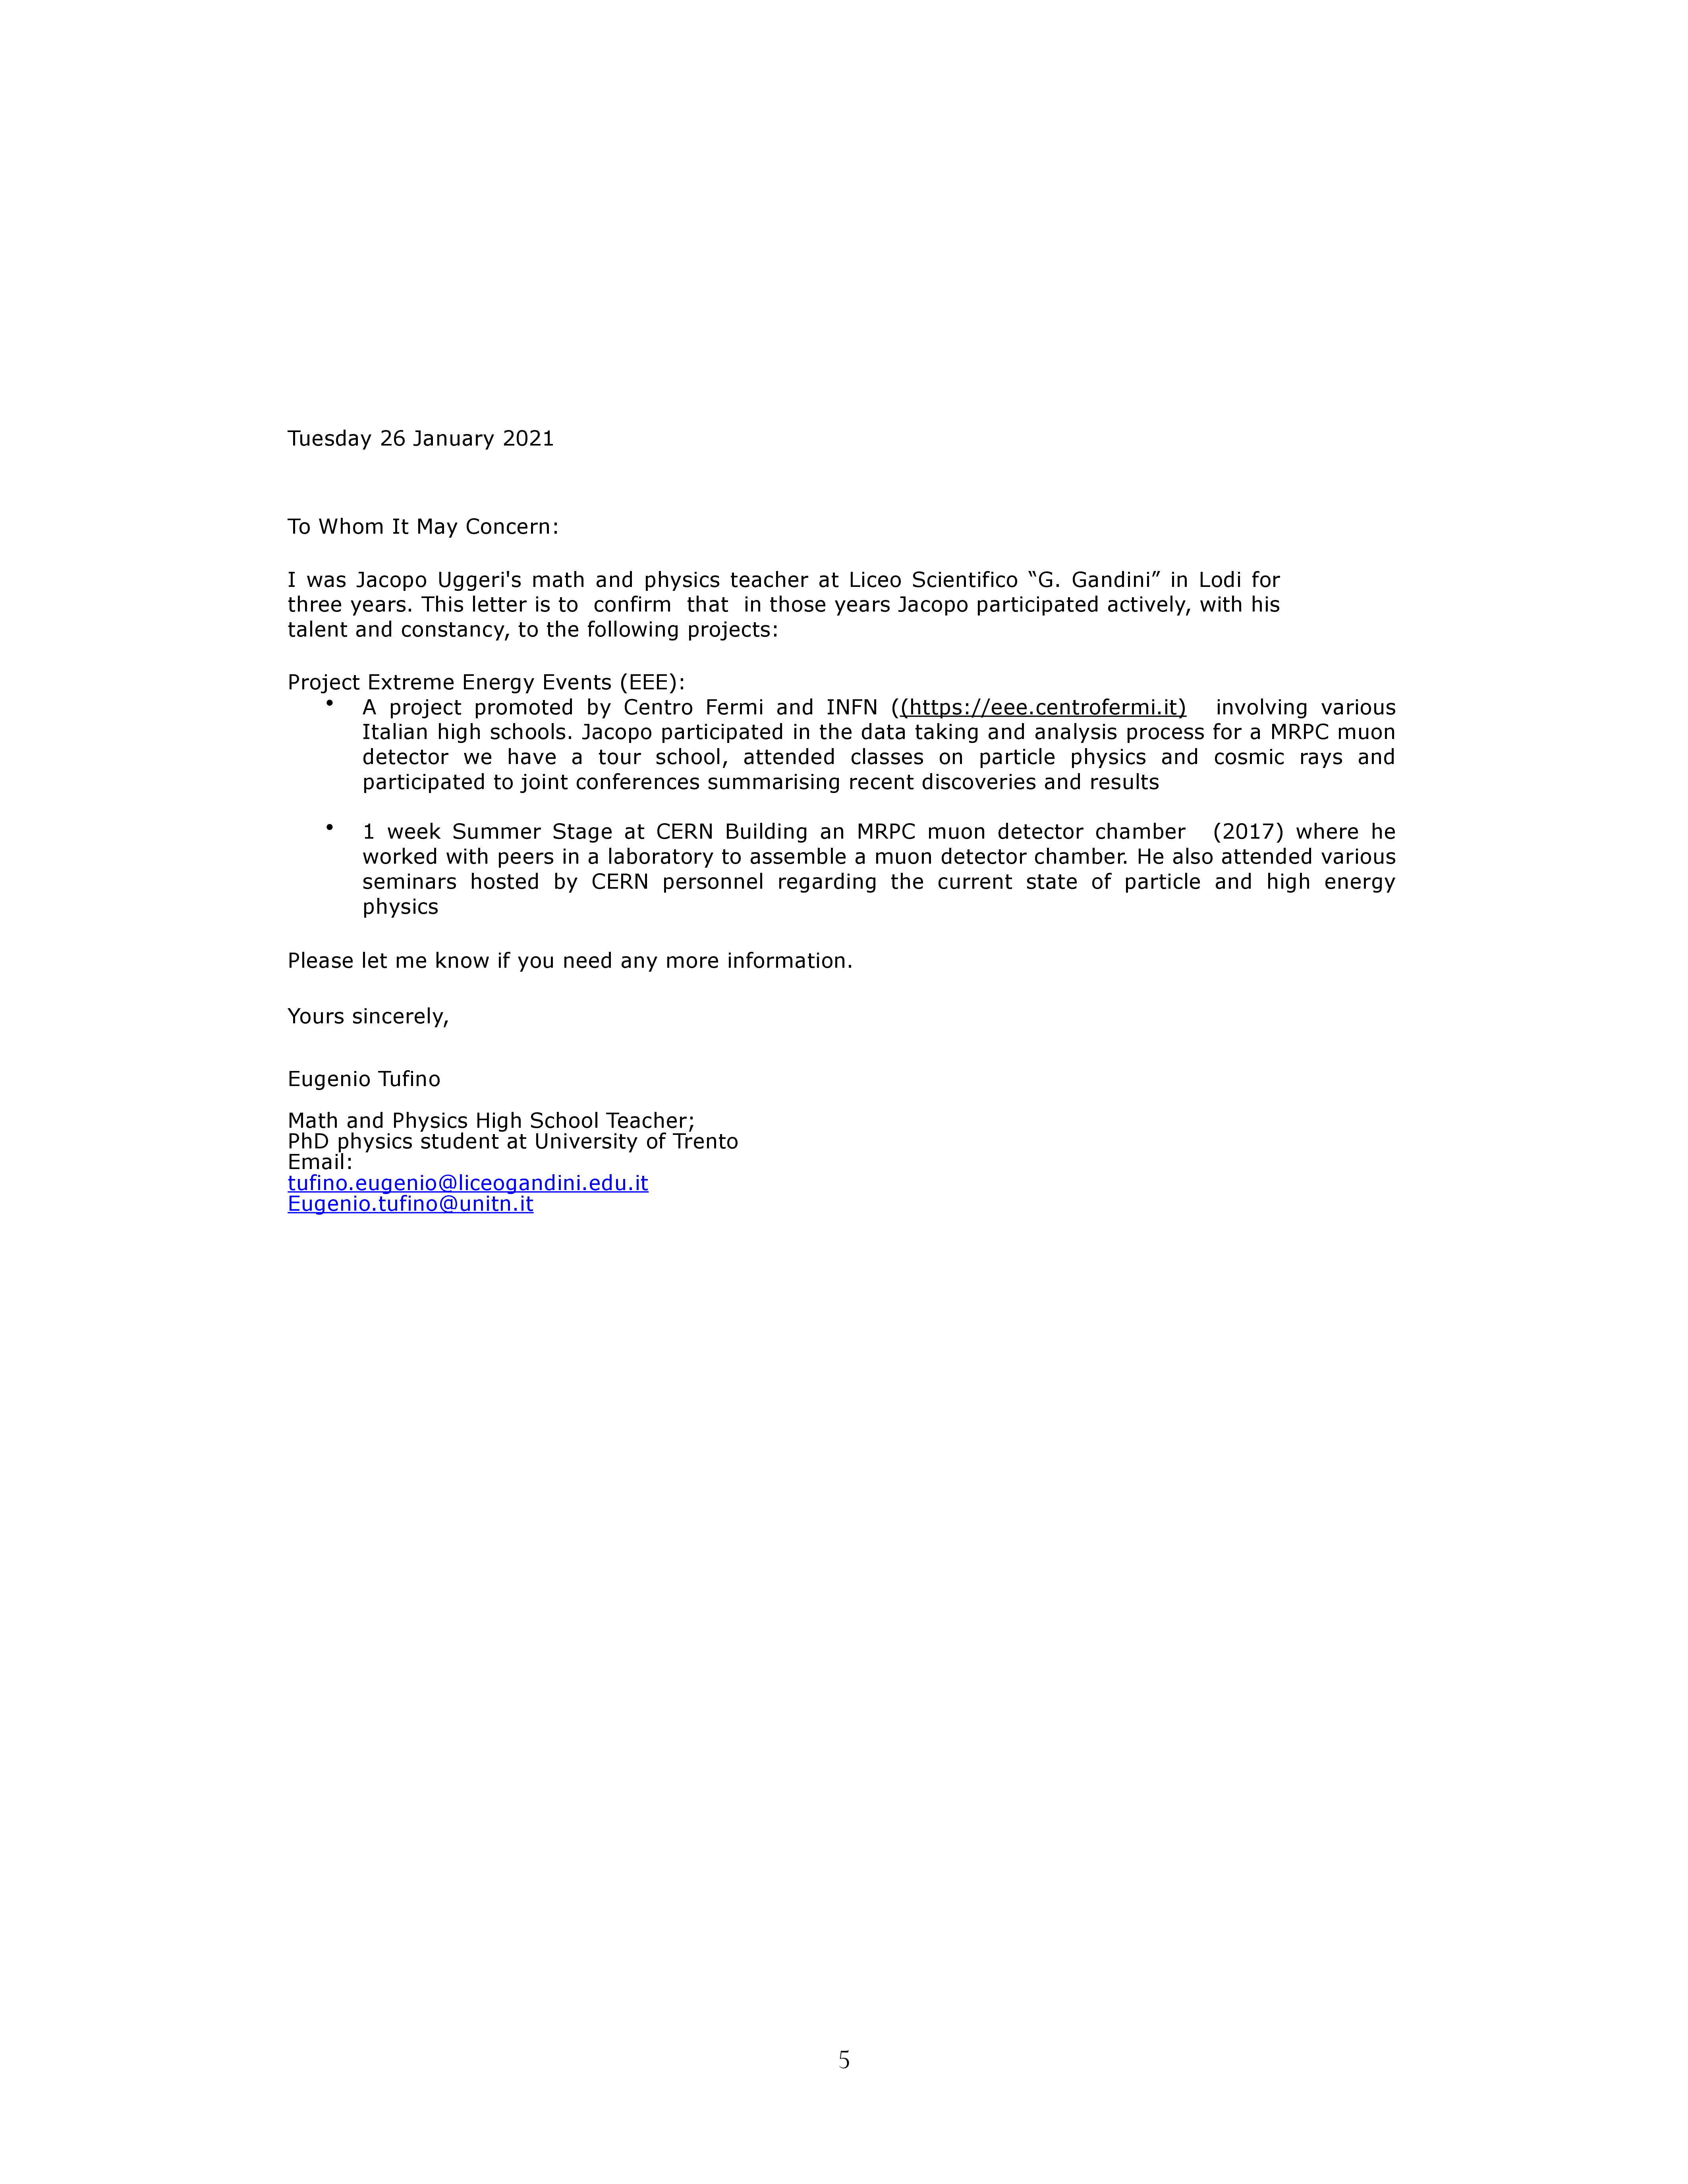 Tuesday 26 January 2021
To Whom It May Concern:
I was Jacopo Uggeri's math and physics teacher at Liceo Scientifico “G. Gandini” in Lodi for
three years. This letter is to confirm that in those years Jacopo participated actively, with his
talent and constancy, to the following projects:
Project Extreme Energy Events (EEE):
• A project promoted by Centro Fermi and INFN ((https://eee.centrofermi.it) involving various
Italian high schools. Jacopo participated in the data taking and analysis process for a MRPC muon
detector we have a tour school, attended classes on particle physics and cosmic rays and
participated to joint conferences summarising recent discoveries and results
• 1 week Summer Stage at CERN Building an MRPC muon detector chamber (2017) where he
worked with peers in a laboratory to assemble a muon detector chamber. He also attended various
seminars hosted by CERN personnel regarding the current state of particle and high energy
physics
Please let me know if you need any more information.
Yours sincerely,
Eugenio Tufino
Math and Physics High School Teacher;
PhD physics student at University of Trento
Email:
tufino.eugenio@liceogandini.edu.it
Eugenio.tufino@unitn.it
5